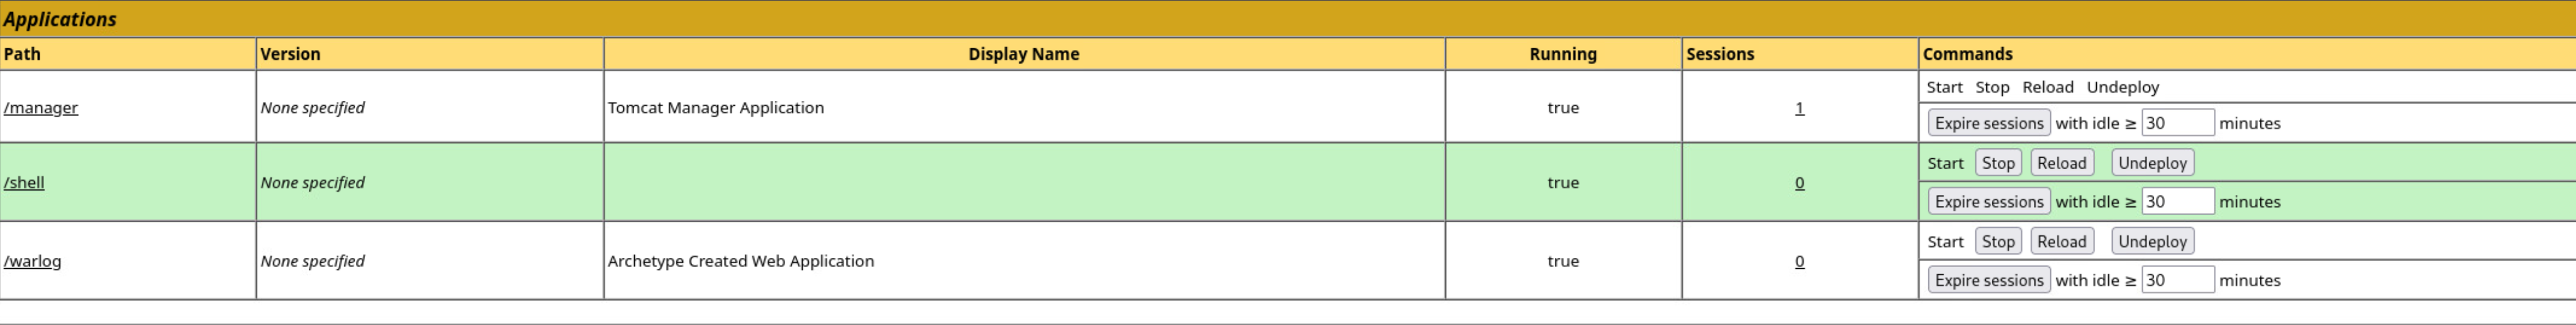 Applications
Path Version Display Name Running Sessions Commands
/manager None specified Tomcat Manager Application true 1 Start Stop Reload Undeploy
Expire sessions with idle ≥ 30 minutes
/shell None specified true 0 Start Stop Reload Undeploy
Expire sessions with idle ≥ 30 minutes
/warlog None specified Archetype Created Web Application true 0 Start Stop Reload Undeploy
Expire sessions with idle ≥ 30 minutes